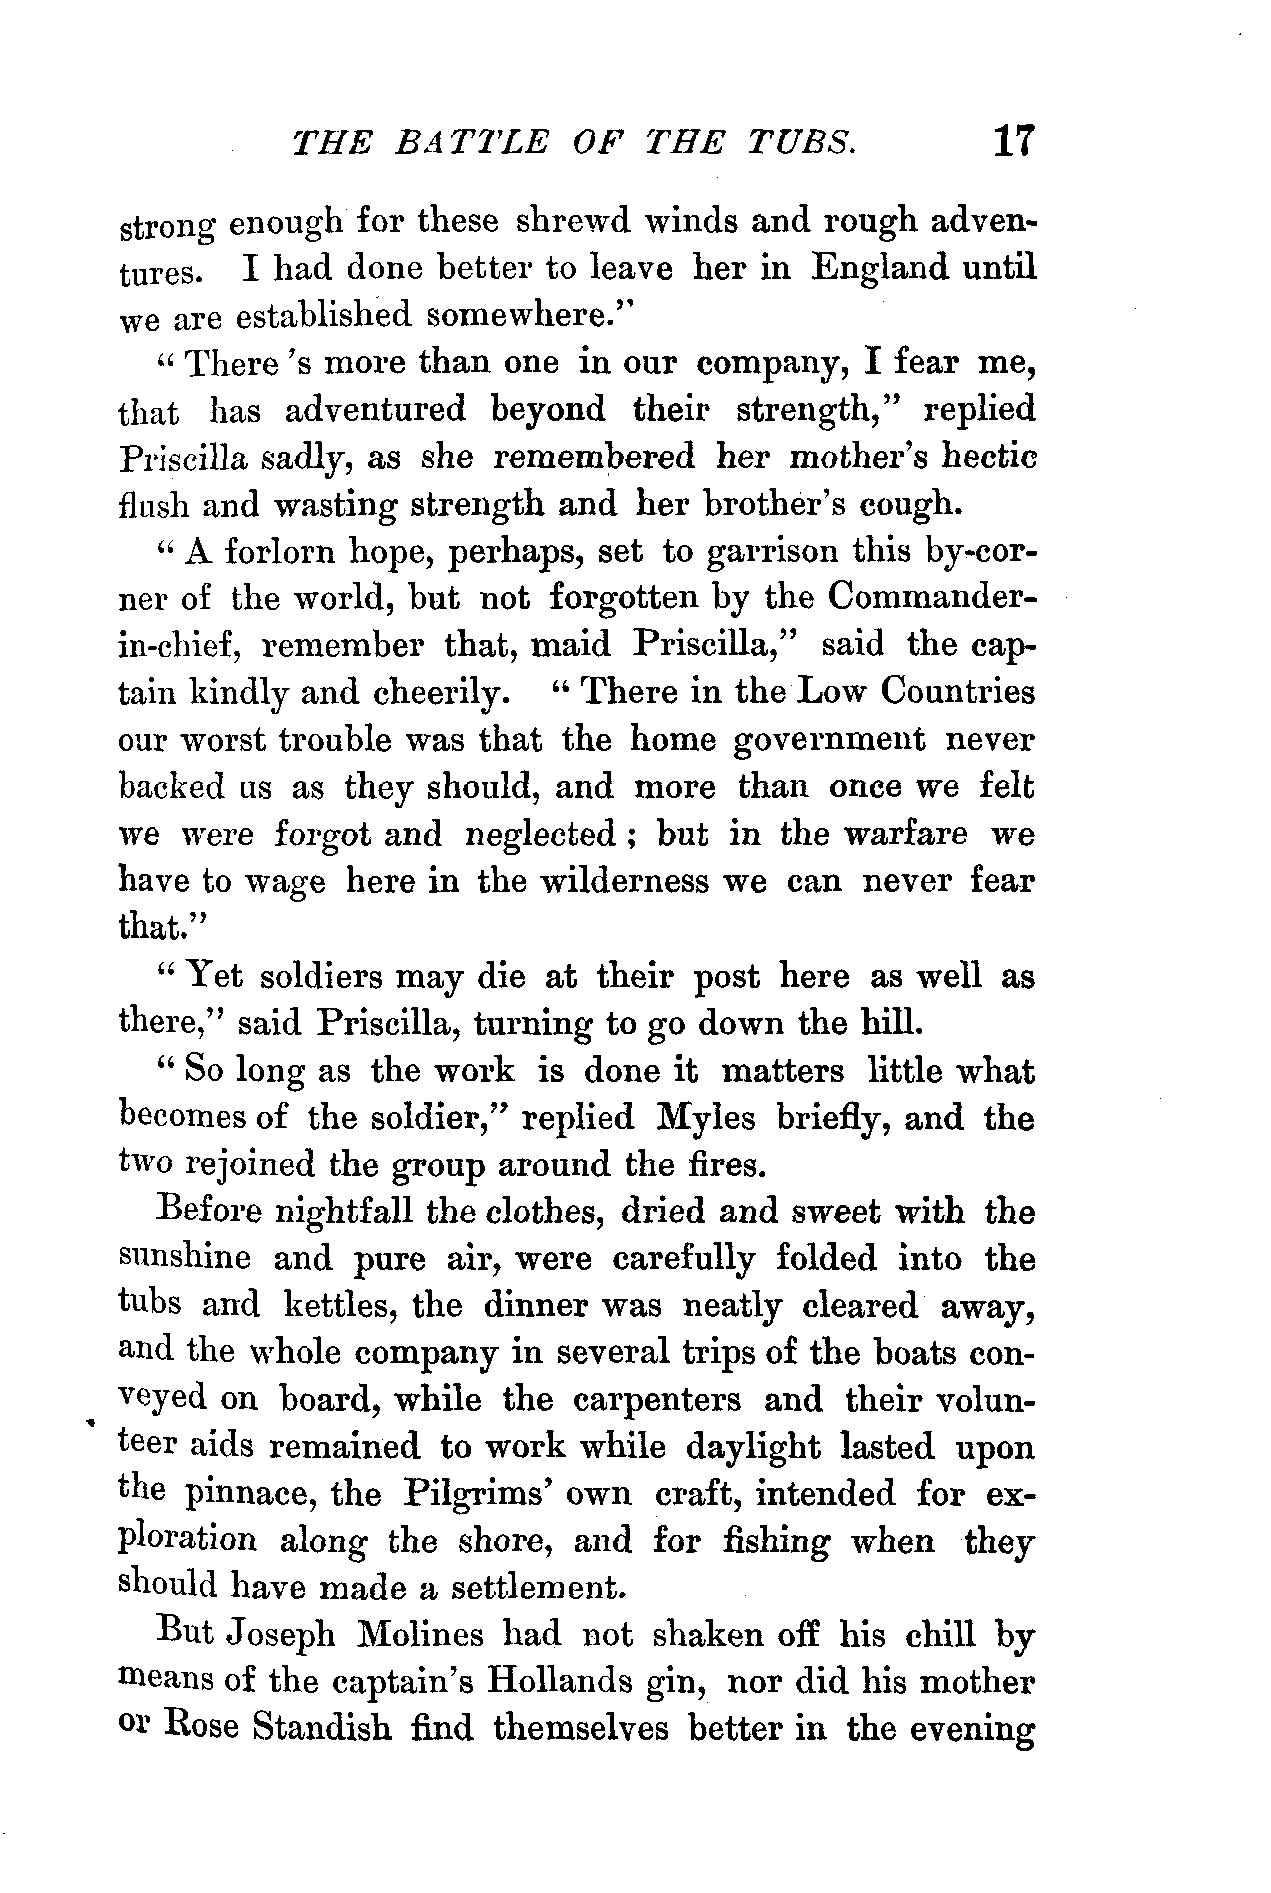 THE BATTLE OF THE TUBS. 17
strong enough for these shrewd winds and rough adven-
tures. I had done better to leave her in England until
we are established somewhere."
" There 's more than one in our company, I fear me,
that has adventured beyond their strength," replied
Priscilla sadly, as she remembered her mother's hectic
flush and wasting strength and her brother's cough.
" A forlorn hope, perhaps, set to garrison this by-cor-
ner of the world, but not forgotten by the Commander-
in-chief, remember that, maid Priscilla," said the cap-
tain kindly and cheerily. " There in the Low Countries
our worst trouble was that the home government never
backed us as they should, and more than once we felt
we were forgot and neglected ; but in the warfare we
have to wage here in the wilderness we can never fear
that."
" Yet soldiers may die at their post here as well as
there," said Priscilla, turning to go down the hill.
" So long as the work is done it matters little what
becomes of the soldier," replied Myles briefly, and the
two rejoined the group around the fires.
Before nightfall the clothes, dried and sweet with the
sunshine and pure air, were carefully folded into the
tubs and kettles, the dinner was neatly cleared away,
and the whole company in several trips of the boats con-
veyed on board, while the carpenters and their volun-
teer aids remained to work while daylight lasted upon
the pinnace, the Pilgrims' own craft, intended for ex-
ploration along the shore, and for fishing when they
should have made a settlement.
But Joseph Molines had not shaken off his chill by
means of the captain's Hollands gin, nor did his mother
or Rose Standish find themselves better in the evening